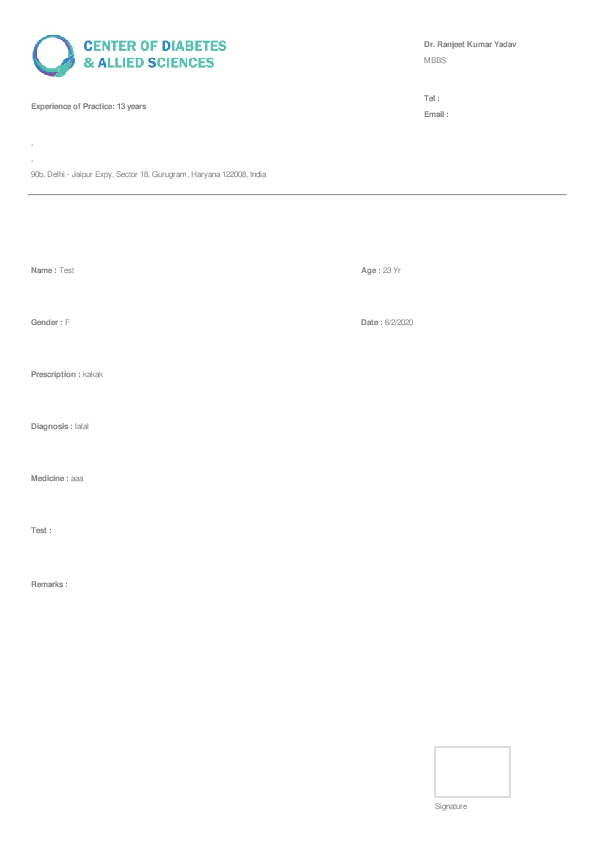 CENTER OF DIABETES
& ALLIED SCIENCES
Dr. Ranjeet Kumar Yadav
MBBS
Tel :
Experience of Practice: 13 years
Email :
.
.
90b, Delhi - Jaipur Expy, Sector 18, Gurugram, Haryana 122008, India
Name : Test
Age : 23 Yr
Gender : F
Date : 6/2/2020
Prescription : kakak
Diagnosis : lalal
Medicine : aaa
Test :
Remarks :
Signature